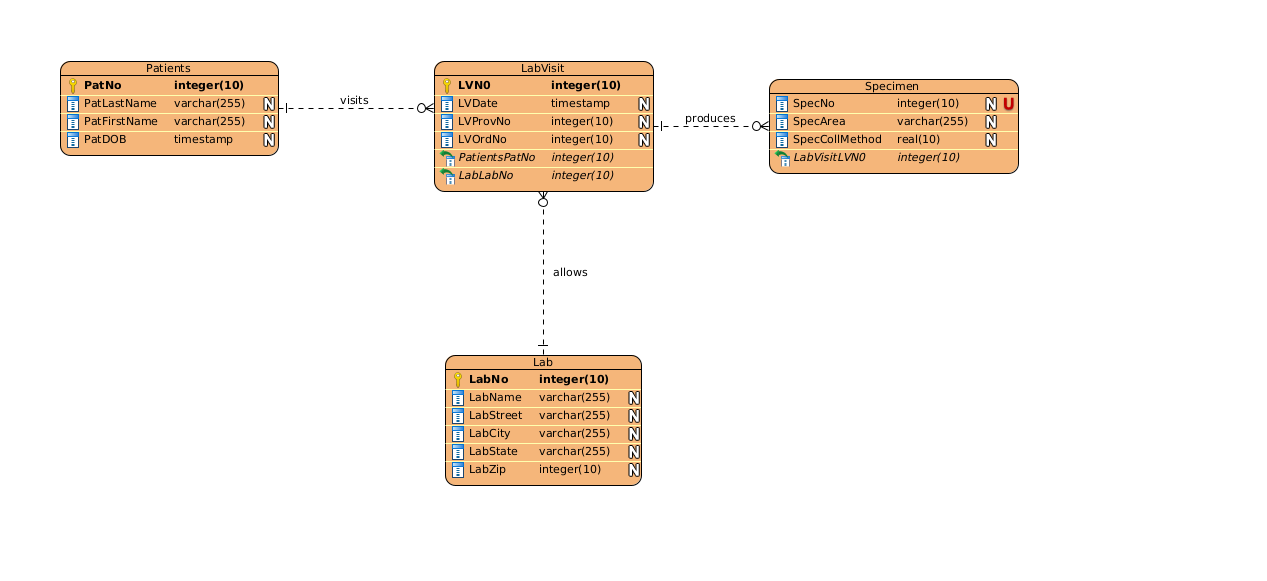 Patients
PatNo integer(10)
PatLastName varchar(255) N
PatFirstName varchar(255) N
PatDOB timestamp N
visits
LabVisit
LVN0 integer(10)
LVDate timestamp N
LVProvNo integer(10) N
LVOrdNo integer(10) N
PatientsPatNo integer(10)
LabLabNo integer(10)
produces
Specimen
SpecNo integer(10) N U
SpecArea varchar(255) N
SpecCollMethod real(10) N
LabVisitLVN0 integer(10)
allows
Lab
LabNo integer(10)
LabName varchar(255) N
LabStreet varchar(255) N
LabCity varchar(255) N
LabState varchar(255) N
LabZip integer(10) N